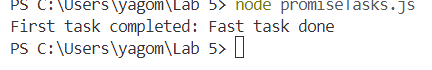 PS C:\Users\yagom\Lab 5> node promiseTasks.js
First task completed: Fast task done
PS C:\Users\yagom\Lab 5>